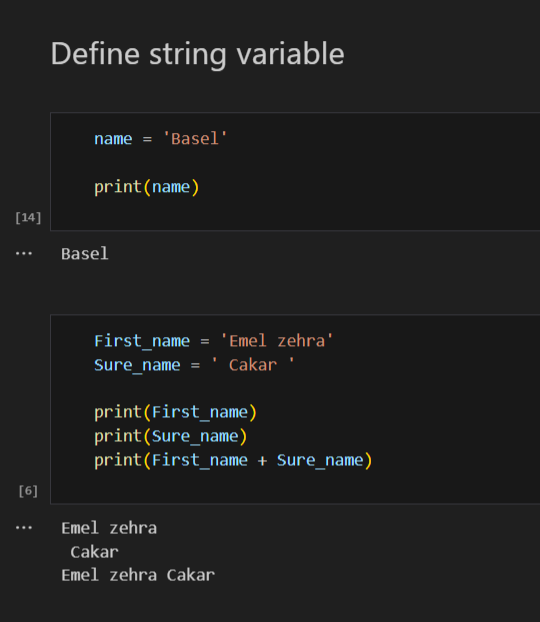 Define string variable
name = 'Basel'
print(name)
[14]
... Basel
First_name = 'Emel zehra'
Sure_name = ' Cakar '
print(First_name)
print(Sure_name)
print(First_name + Sure_name)
[6]
... Emel zehra
 Cakar
Emel zehra Cakar